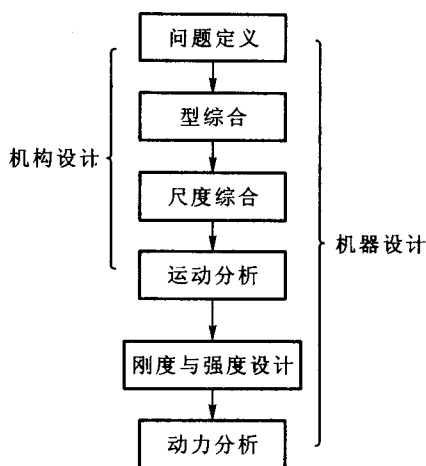 问题定义
型综合
机构设计
尺度综合
机器设计
运动分析
刚度与强度设计
动力分析